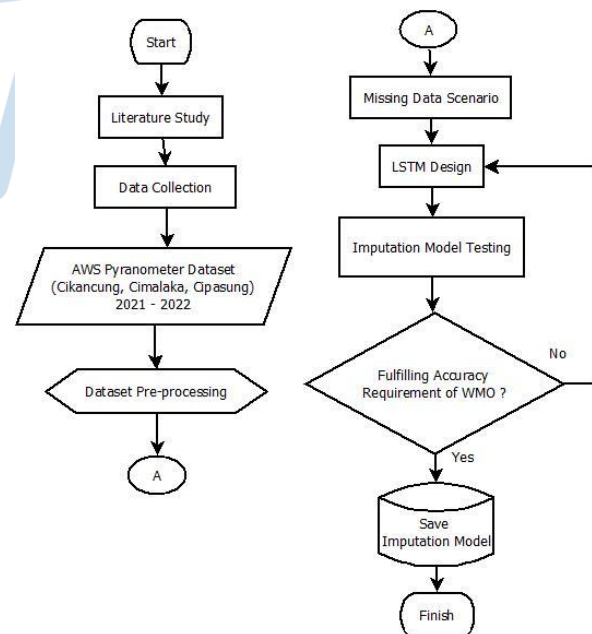 Start
Literature Study
Data Collection
AWS Pyranometer Dataset
(Cikancung, Cimalaka, Cipasung)
2021 - 2022
Dataset Pre-processing
A
A
Missing Data Scenario
LSTM Design
Imputation Model Testing
Fulfilling Accuracy
Requirement of WMO ?
No
Yes
Save
Imputation Model
Finish